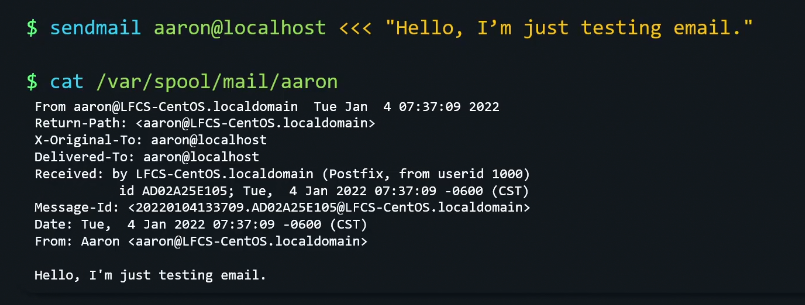 $ sendmail aaron@localhost <<< "Hello, I’m just testing email."
$ cat /var/spool/mail/aaron
From aaron@LFCS-CentOS.localdomain  Tue Jan  4 07:37:09 2022
Return-Path: <aaron@LFCS-CentOS.localdomain>
X-Original-To: aaron@localhost
Delivered-To: aaron@localhost
Received: by LFCS-CentOS.localdomain (Postfix, from userid 1000)
id AD02A25E105; Tue,  4 Jan 2022 07:37:09 -0600 (CST)
Message-Id: <20220104133709.AD02A25E105@LFCS-CentOS.localdomain>
Date: Tue,  4 Jan 2022 07:37:09 -0600 (CST)
From: Aaron <aaron@LFCS-CentOS.localdomain>
Hello, I'm just testing email.